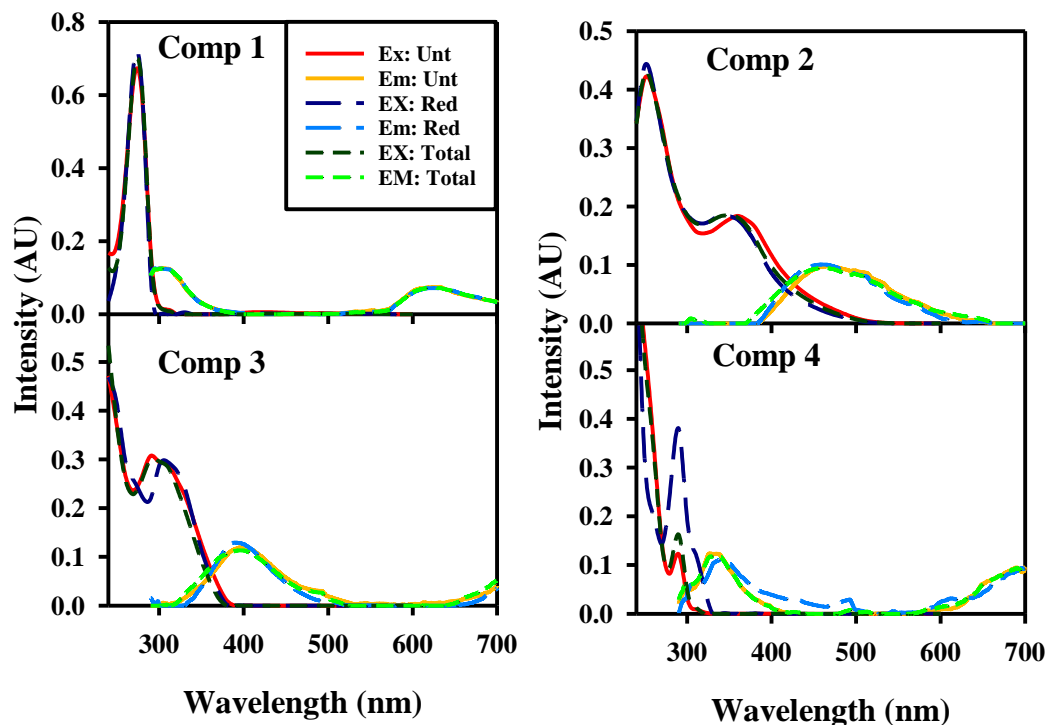 0.8
0.6
0.4
0.2
0.0
Comp 1
Ex: Unt
Em: Unt
EX: Red
Em: Red
EX: Total
EM: Total
0.5
0.4
0.3
0.2
0.1
0.0
Comp 2
Intensity (AU)
Intensity (AU)
0.5
0.4
0.3
0.2
0.1
0.0
Comp 3
300 400 500 600 700
Wavelength (nm)
0.5
0.4
0.3
0.2
0.1
0.0
Comp 4
300 400 500 600 700
Wavelength (nm)